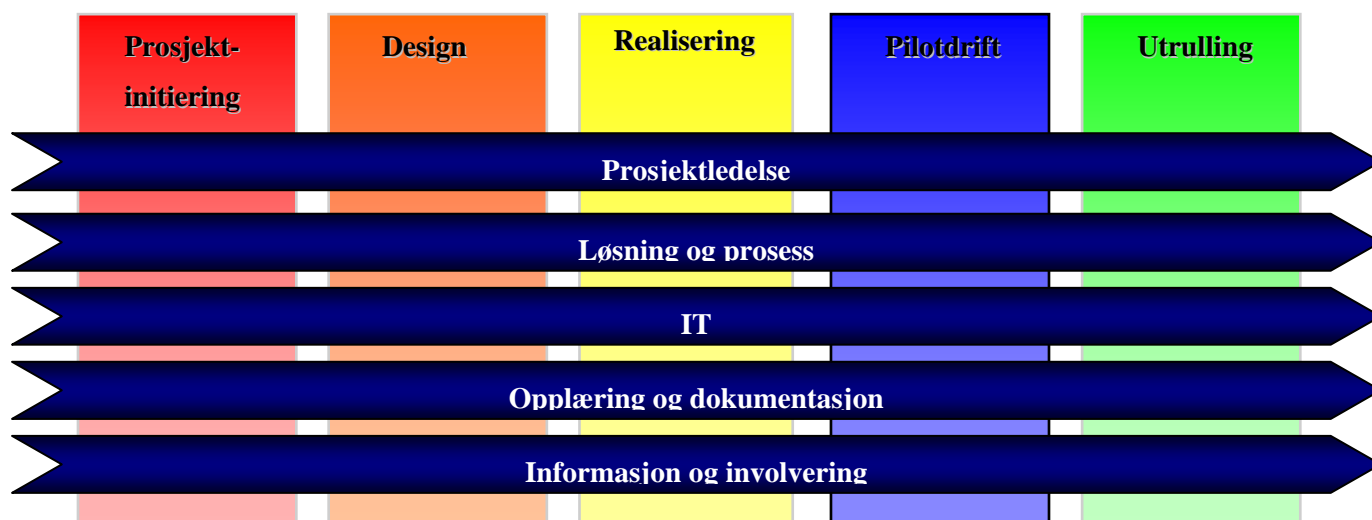 Prosjekt-
initiering
Design
Realisering
Pilotdrift
Utrulling
Prosjektledelse
Løsning og prosess
IT
Opplæring og dokumentasjon
Informasjon og involvering